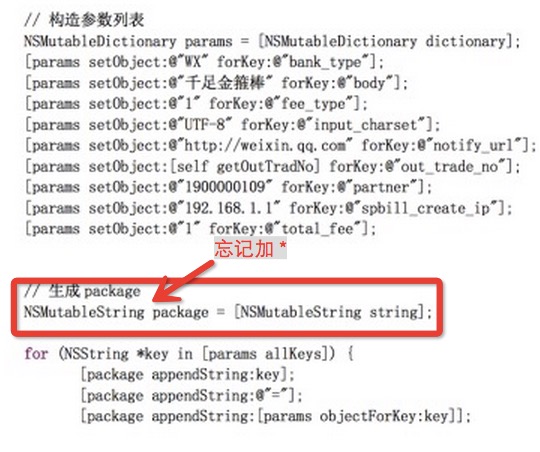 // 构造参数列表
NSMutableDictionary params = [NSMutableDictionary dictionary];
[params setObject:@"WX" forKey:@"bank_type"];
[params setObject:@"千足金箍棒" forKey:@"body"];
[params setObject:@"1" forKey:@"fee_type"];
[params setObject:@"UTF-8" forKey:@"input_charset"];
[params setObject:@"http://weixin.qq.com" forKey:@"notify_url"];
[params setObject:[self getOutTradNo] forKey:@"out_trade_no"];
[params setObject:@"1900000109" forKey:@"partner"];
[params setObject:@"192.168.1.1" forKey:@"spbill_create_ip"];
[params setObject:@"1" forKey:@"total_fee"];
忘记加 *
// 生成 package
NSMutableString package = [NSMutableString string];
for (NSString *key in [params allKeys]) {
[package appendString:key];
[package appendString:@"="];
[package appendString:[params objectForKey:key]];